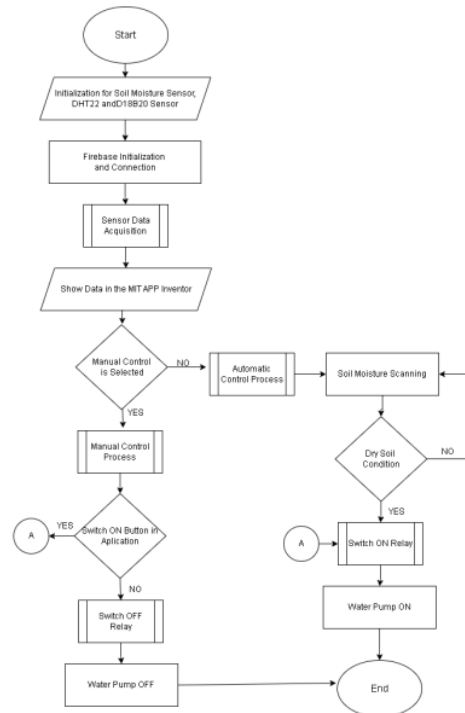 Start
Initialization for Soil Moisture Sensor,
DHT22 andD18B20 Sensor
Firebase Initialization
and Connection
Sensor Data
Acquisition
Show Data in the MIT APP Inventor
Manual Control
is Selected
NO
Automatic
Control Process
Soil Moisture Scanning
YES
Manual Control
Process
Dry Soil
Condition
NO
YES
Switch ON Button in
Aplication
YES
A
A
Switch ON Relay
NO
Switch OFF
Relay
Water Pump ON
Water Pump OFF
End